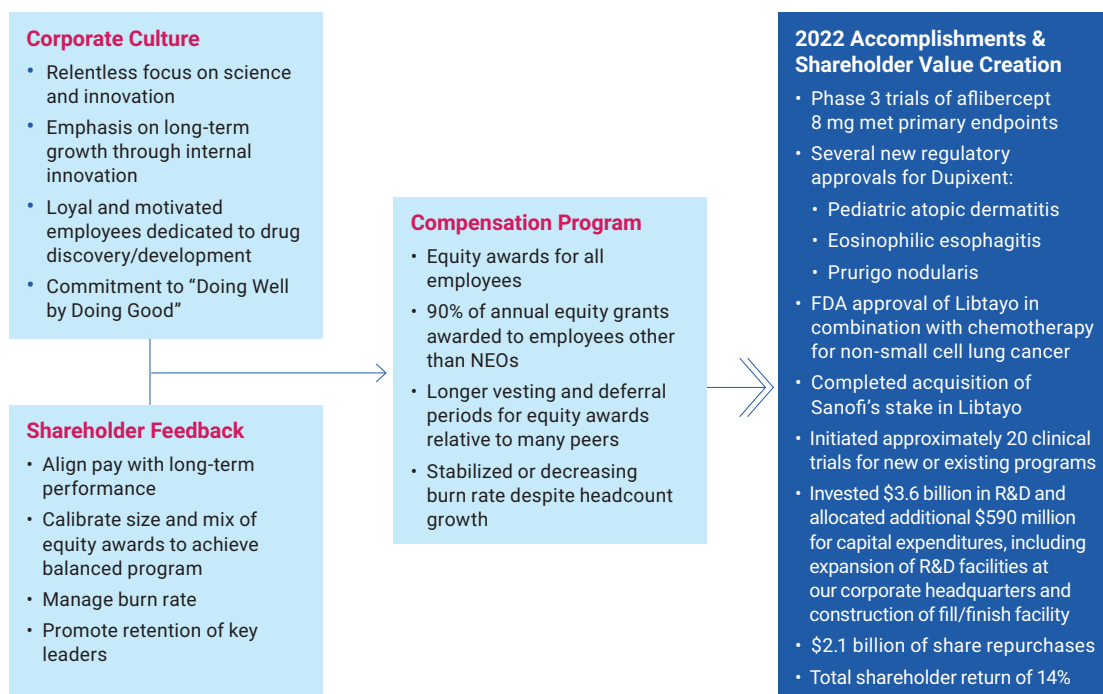 Corporate Culture
• Relentless focus on science
and innovation
• Emphasis on long-term
growth through internal
innovation
• Loyal and motivated
employees dedicated to drug
discovery/development
• Commitment to “Doing Well
by Doing Good”
Shareholder Feedback
• Align pay with long-term
performance
• Calibrate size and mix of
equity awards to achieve
balanced program
• Manage burn rate
• Promote retention of key
leaders
Compensation Program
• Equity awards for all
employees
• 90% of annual equity grants
awarded to employees other
than NEOs
• Longer vesting and deferral
periods for equity awards
relative to many peers
• Stabilized or decreasing
burn rate despite headcount
growth
2022 Accomplishments &
Shareholder Value Creation
• Phase 3 trials of aflibercept
8 mg met primary endpoints
• Several new regulatory
approvals for Dupixent:
• Pediatric atopic dermatitis
• Eosinophilic esophagitis
• Prurigo nodularis
• FDA approval of Libtayo in
combination with chemotherapy
for non-small cell lung cancer
• Completed acquisition of
Sanofi’s stake in Libtayo
• Initiated approximately 20 clinical
trials for new or existing programs
• Invested $3.6 billion in R&D and
allocated additional $590 million
for capital expenditures, including
expansion of R&D facilities at
our corporate headquarters and
construction of fill/finish facility
• $2.1 billion of share repurchases
• Total shareholder return of 14%